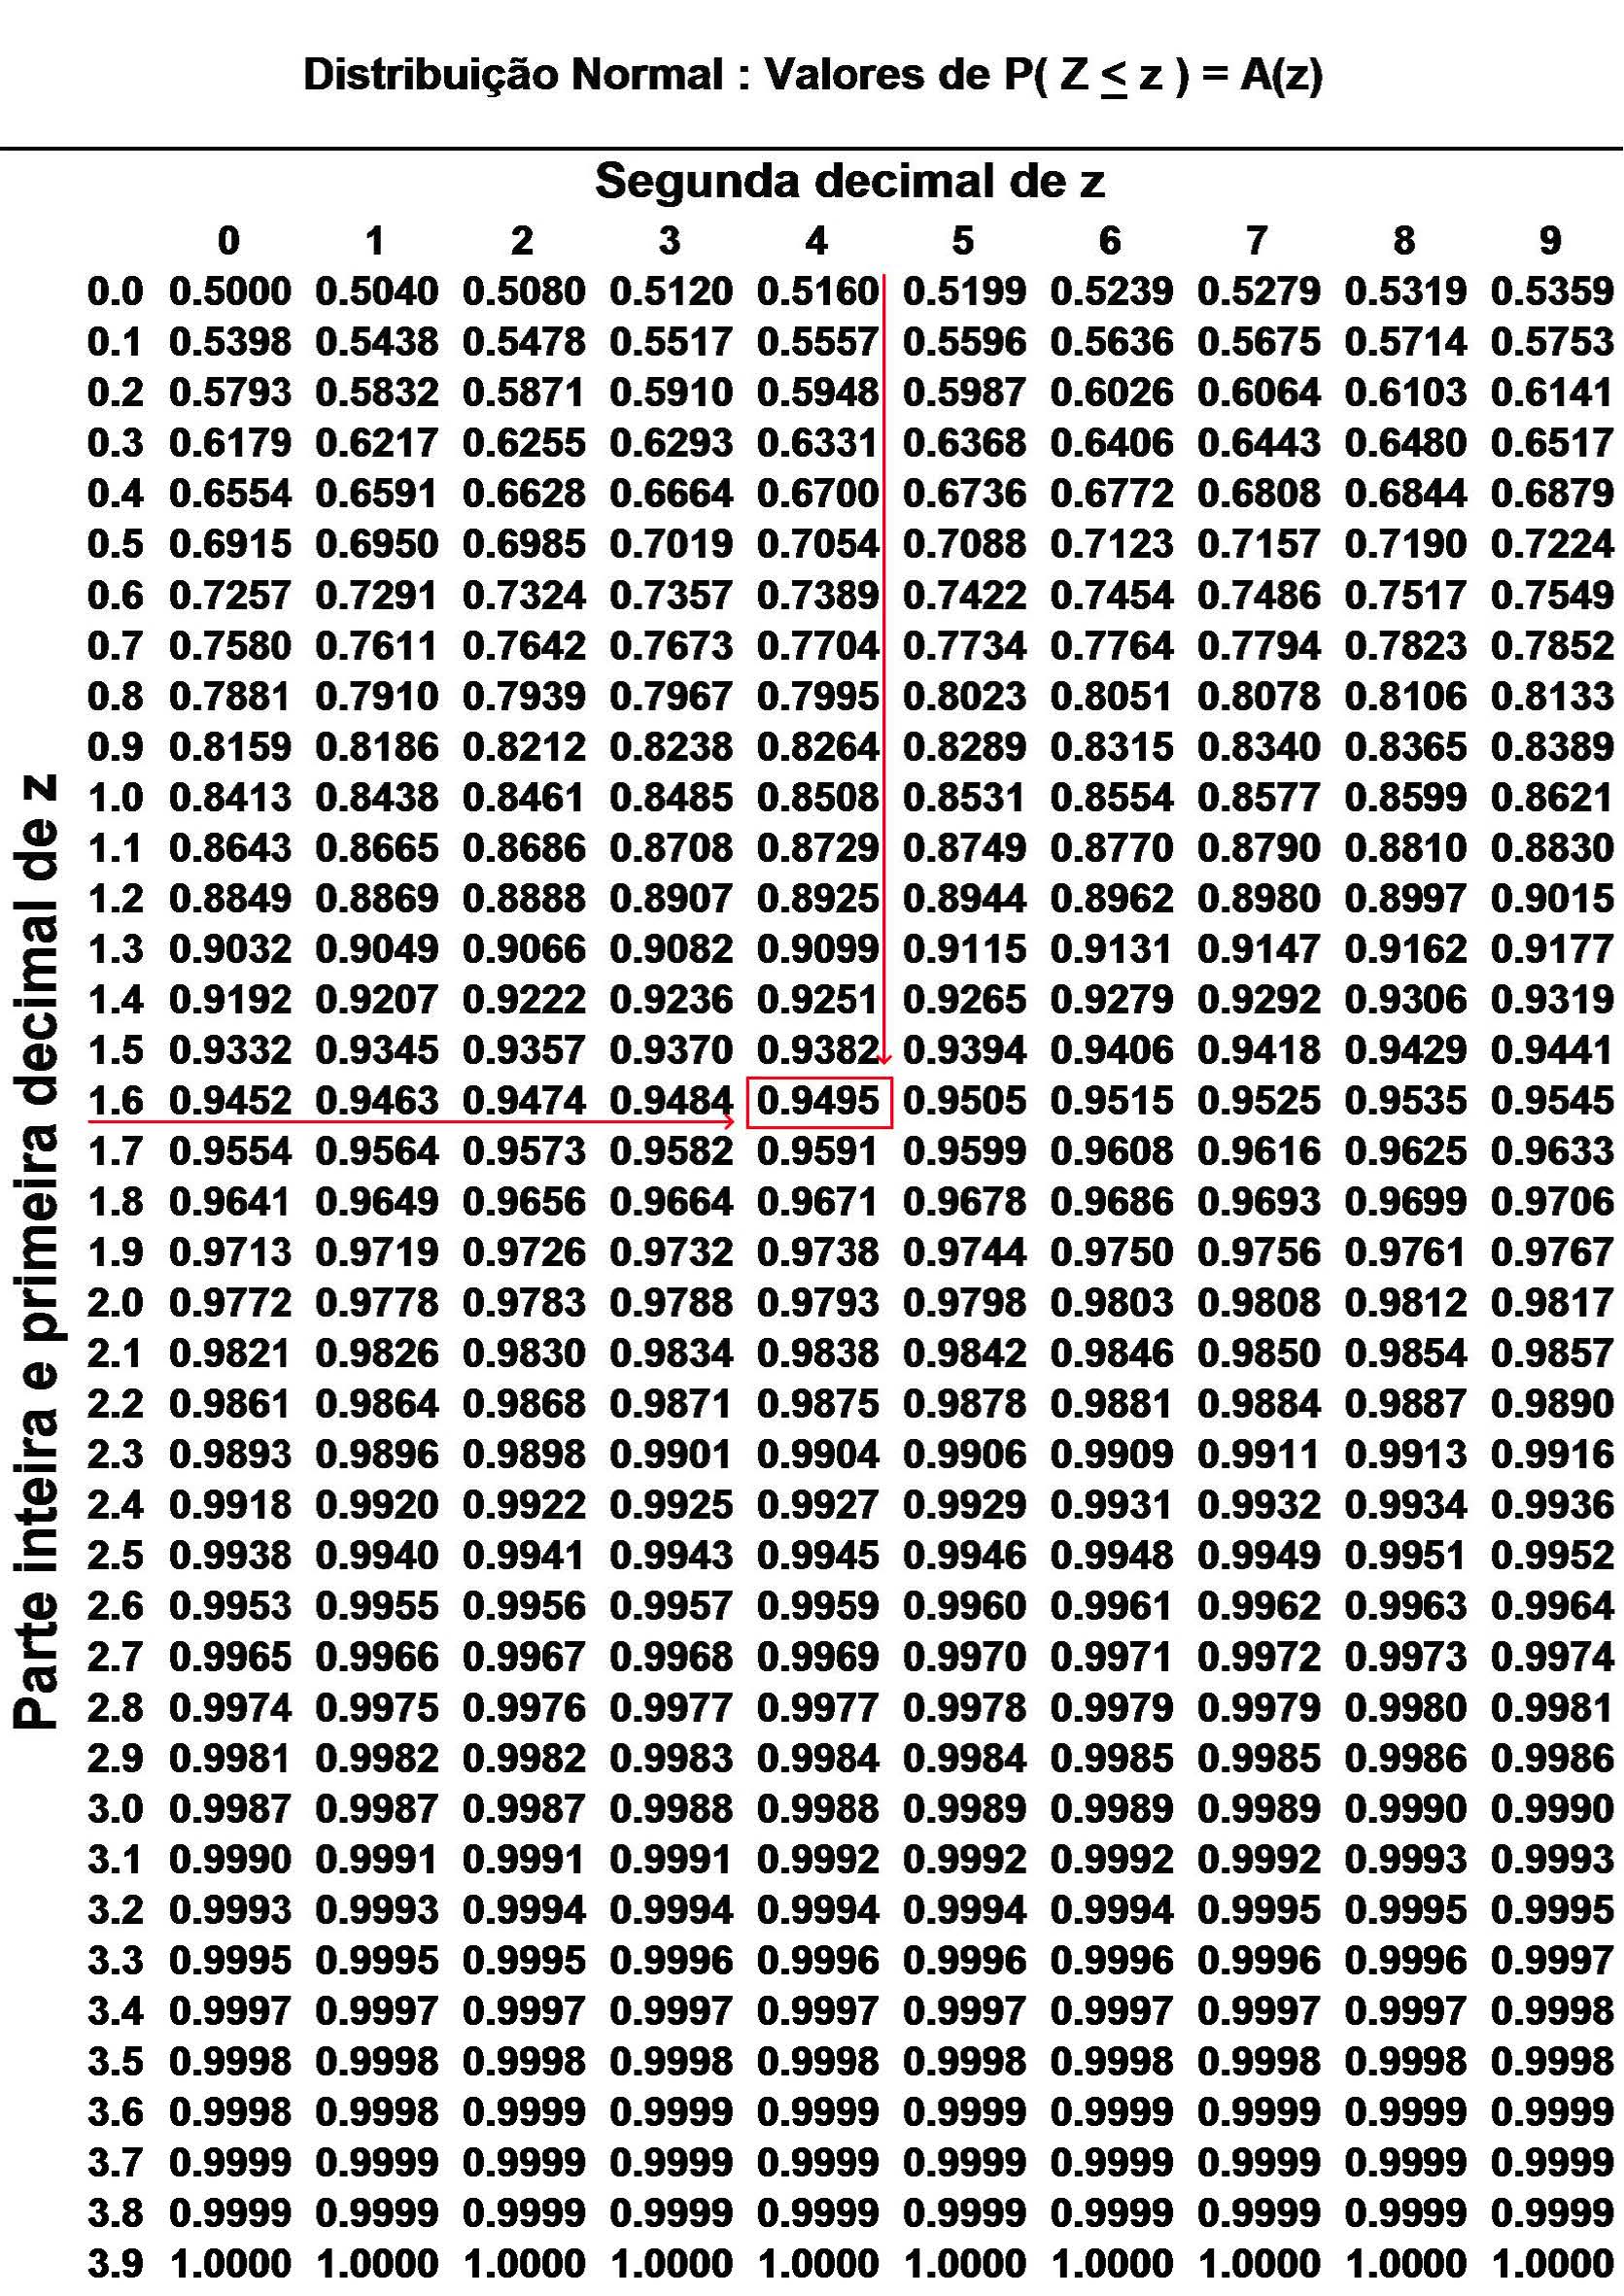 Distribuição Normal : Valores de P( Z ≤ z ) = A(z)
Segunda decimal de z
0 1 2 3 4 5 6 7 8 9
Parte inteira e primeira decimal de z
0.0 0.5000 0.5040 0.5080 0.5120 0.5160 0.5199 0.5239 0.5279 0.5319 0.5359
0.1 0.5398 0.5438 0.5478 0.5517 0.5557 0.5596 0.5636 0.5675 0.5714 0.5753
0.2 0.5793 0.5832 0.5871 0.5910 0.5948 0.5987 0.6026 0.6064 0.6103 0.6141
0.3 0.6179 0.6217 0.6255 0.6293 0.6331 0.6368 0.6406 0.6443 0.6480 0.6517
0.4 0.6554 0.6591 0.6628 0.6664 0.6700 0.6736 0.6772 0.6808 0.6844 0.6879
0.5 0.6915 0.6950 0.6985 0.7019 0.7054 0.7088 0.7123 0.7157 0.7190 0.7224
0.6 0.7257 0.7291 0.7324 0.7357 0.7389 0.7422 0.7454 0.7486 0.7517 0.7549
0.7 0.7580 0.7611 0.7642 0.7673 0.7704 0.7734 0.7764 0.7794 0.7823 0.7852
0.8 0.7881 0.7910 0.7939 0.7967 0.7995 0.8023 0.8051 0.8078 0.8106 0.8133
0.9 0.8159 0.8186 0.8212 0.8238 0.8264 0.8289 0.8315 0.8340 0.8365 0.8389
1.0 0.8413 0.8438 0.8461 0.8485 0.8508 0.8531 0.8554 0.8577 0.8599 0.8621
1.1 0.8643 0.8665 0.8686 0.8708 0.8729 0.8749 0.8770 0.8790 0.8810 0.8830
1.2 0.8849 0.8869 0.8888 0.8907 0.8925 0.8944 0.8962 0.8980 0.8997 0.9015
1.3 0.9032 0.9049 0.9066 0.9082 0.9099 0.9115 0.9131 0.9147 0.9162 0.9177
1.4 0.9192 0.9207 0.9222 0.9236 0.9251 0.9265 0.9279 0.9292 0.9306 0.9319
1.5 0.9332 0.9345 0.9357 0.9370 0.9382 0.9394 0.9406 0.9418 0.9429 0.9441
1.6 0.9452 0.9463 0.9474 0.9484 0.9495 0.9505 0.9515 0.9525 0.9535 0.9545
1.7 0.9554 0.9564 0.9573 0.9582 0.9591 0.9599 0.9608 0.9616 0.9625 0.9633
1.8 0.9641 0.9649 0.9656 0.9664 0.9671 0.9678 0.9686 0.9693 0.9699 0.9706
1.9 0.9713 0.9719 0.9726 0.9732 0.9738 0.9744 0.9750 0.9756 0.9761 0.9767
2.0 0.9772 0.9778 0.9783 0.9788 0.9793 0.9798 0.9803 0.9808 0.9812 0.9817
2.1 0.9821 0.9826 0.9830 0.9834 0.9838 0.9842 0.9846 0.9850 0.9854 0.9857
2.2 0.9861 0.9864 0.9868 0.9871 0.9875 0.9878 0.9881 0.9884 0.9887 0.9890
2.3 0.9893 0.9896 0.9898 0.9901 0.9904 0.9906 0.9909 0.9911 0.9913 0.9916
2.4 0.9918 0.9920 0.9922 0.9925 0.9927 0.9929 0.9931 0.9932 0.9934 0.9936
2.5 0.9938 0.9940 0.9941 0.9943 0.9945 0.9946 0.9948 0.9949 0.9951 0.9952
2.6 0.9953 0.9955 0.9956 0.9957 0.9959 0.9960 0.9961 0.9962 0.9963 0.9964
2.7 0.9965 0.9966 0.9967 0.9968 0.9969 0.9970 0.9971 0.9972 0.9973 0.9974
2.8 0.9974 0.9975 0.9976 0.9977 0.9977 0.9978 0.9979 0.9979 0.9980 0.9981
2.9 0.9981 0.9982 0.9982 0.9983 0.9984 0.9984 0.9985 0.9985 0.9986 0.9986
3.0 0.9987 0.9987 0.9987 0.9988 0.9988 0.9989 0.9989 0.9989 0.9990 0.9990
3.1 0.9990 0.9991 0.9991 0.9991 0.9992 0.9992 0.9992 0.9992 0.9993 0.9993
3.2 0.9993 0.9993 0.9994 0.9994 0.9994 0.9994 0.9994 0.9995 0.9995 0.9995
3.3 0.9995 0.9995 0.9995 0.9996 0.9996 0.9996 0.9996 0.9996 0.9996 0.9997
3.4 0.9997 0.9997 0.9997 0.9997 0.9997 0.9997 0.9997 0.9997 0.9997 0.9998
3.5 0.9998 0.9998 0.9998 0.9998 0.9998 0.9998 0.9998 0.9998 0.9998 0.9998
3.6 0.9998 0.9998 0.9999 0.9999 0.9999 0.9999 0.9999 0.9999 0.9999 0.9999
3.7 0.9999 0.9999 0.9999 0.9999 0.9999 0.9999 0.9999 0.9999 0.9999 0.9999
3.8 0.9999 0.9999 0.9999 0.9999 0.9999 0.9999 0.9999 0.9999 0.9999 0.9999
3.9 1.0000 1.0000 1.0000 1.0000 1.0000 1.0000 1.0000 1.0000 1.0000 1.0000